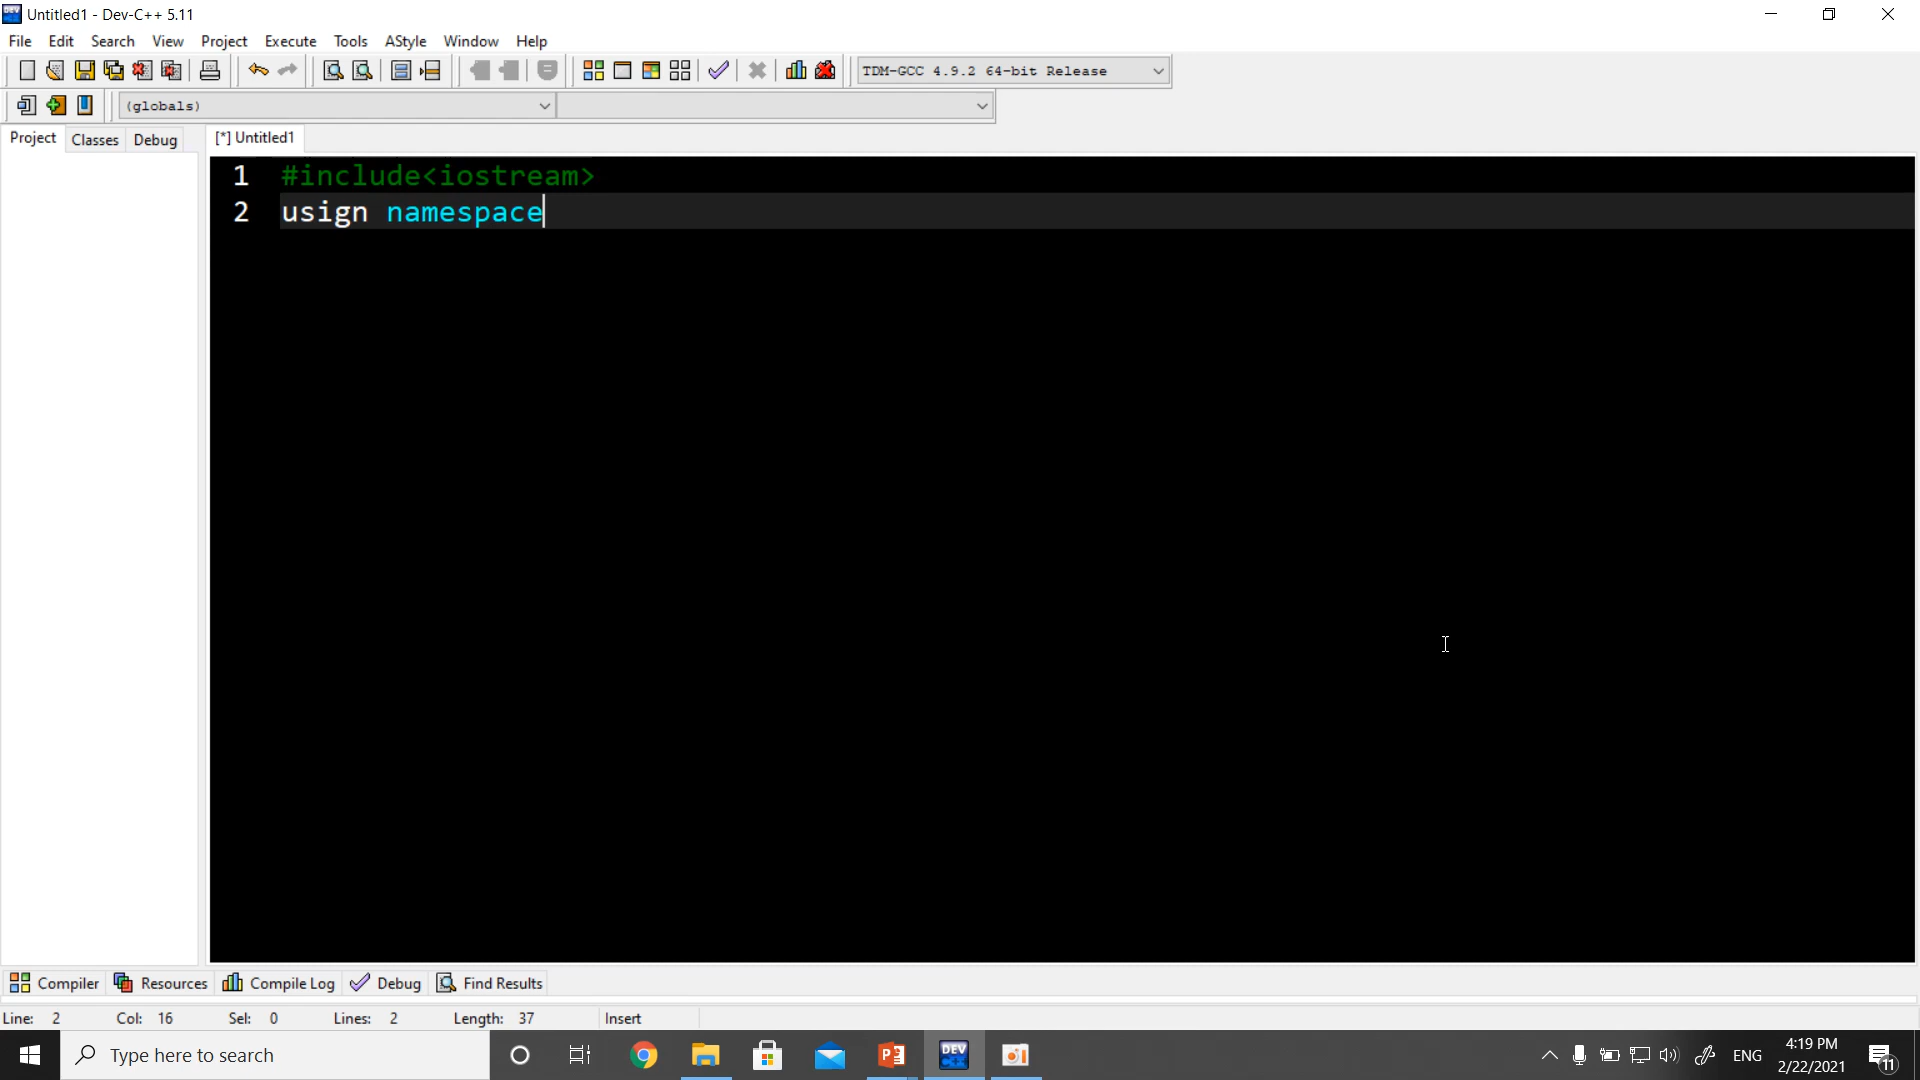 Untitled1 - Dev-C++ 5.11
File Edit Search View Project Execute Tools AStyle Window Help
TDM-GCC 4.9.2 64-bit Release
(globals)
Project Classes Debug [*] Untitled1
1 #include<iostream>
2 usign namespace
Compiler Resources Compile Log Debug Find Results
Line: 2 Col: 16 Sel: 0 Lines: 2 Length: 37 Insert
Type here to search
DEV
ENG
4:19 PM
2/22/2021
11